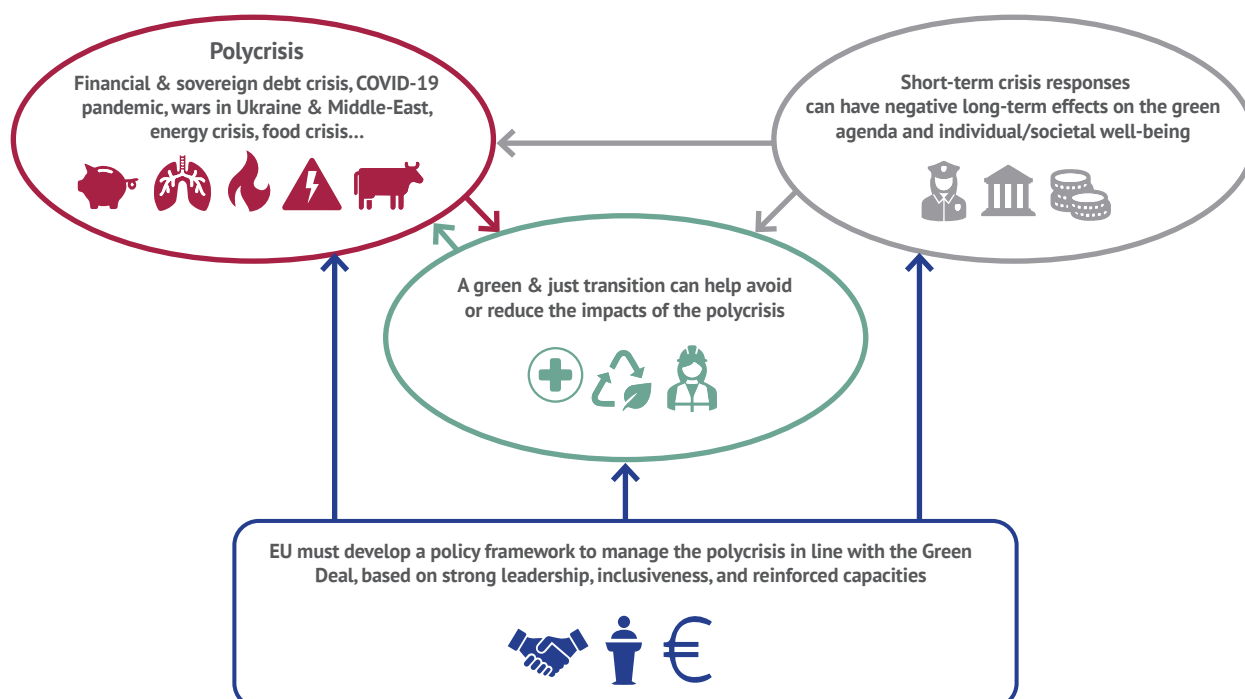 Polycrisis
Financial & sovereign debt crisis, COVID-19
pandemic, wars in Ukraine & Middle-East,
energy crisis, food crisis...
Short-term crisis responses
can have negative long-term effects on the green
agenda and individual/societal well-being
A green & just transition can help avoid
or reduce the impacts of the polycrisis
EU must develop a policy framework to manage the polycrisis in line with the Green
Deal, based on strong leadership, inclusiveness, and reinforced capacities